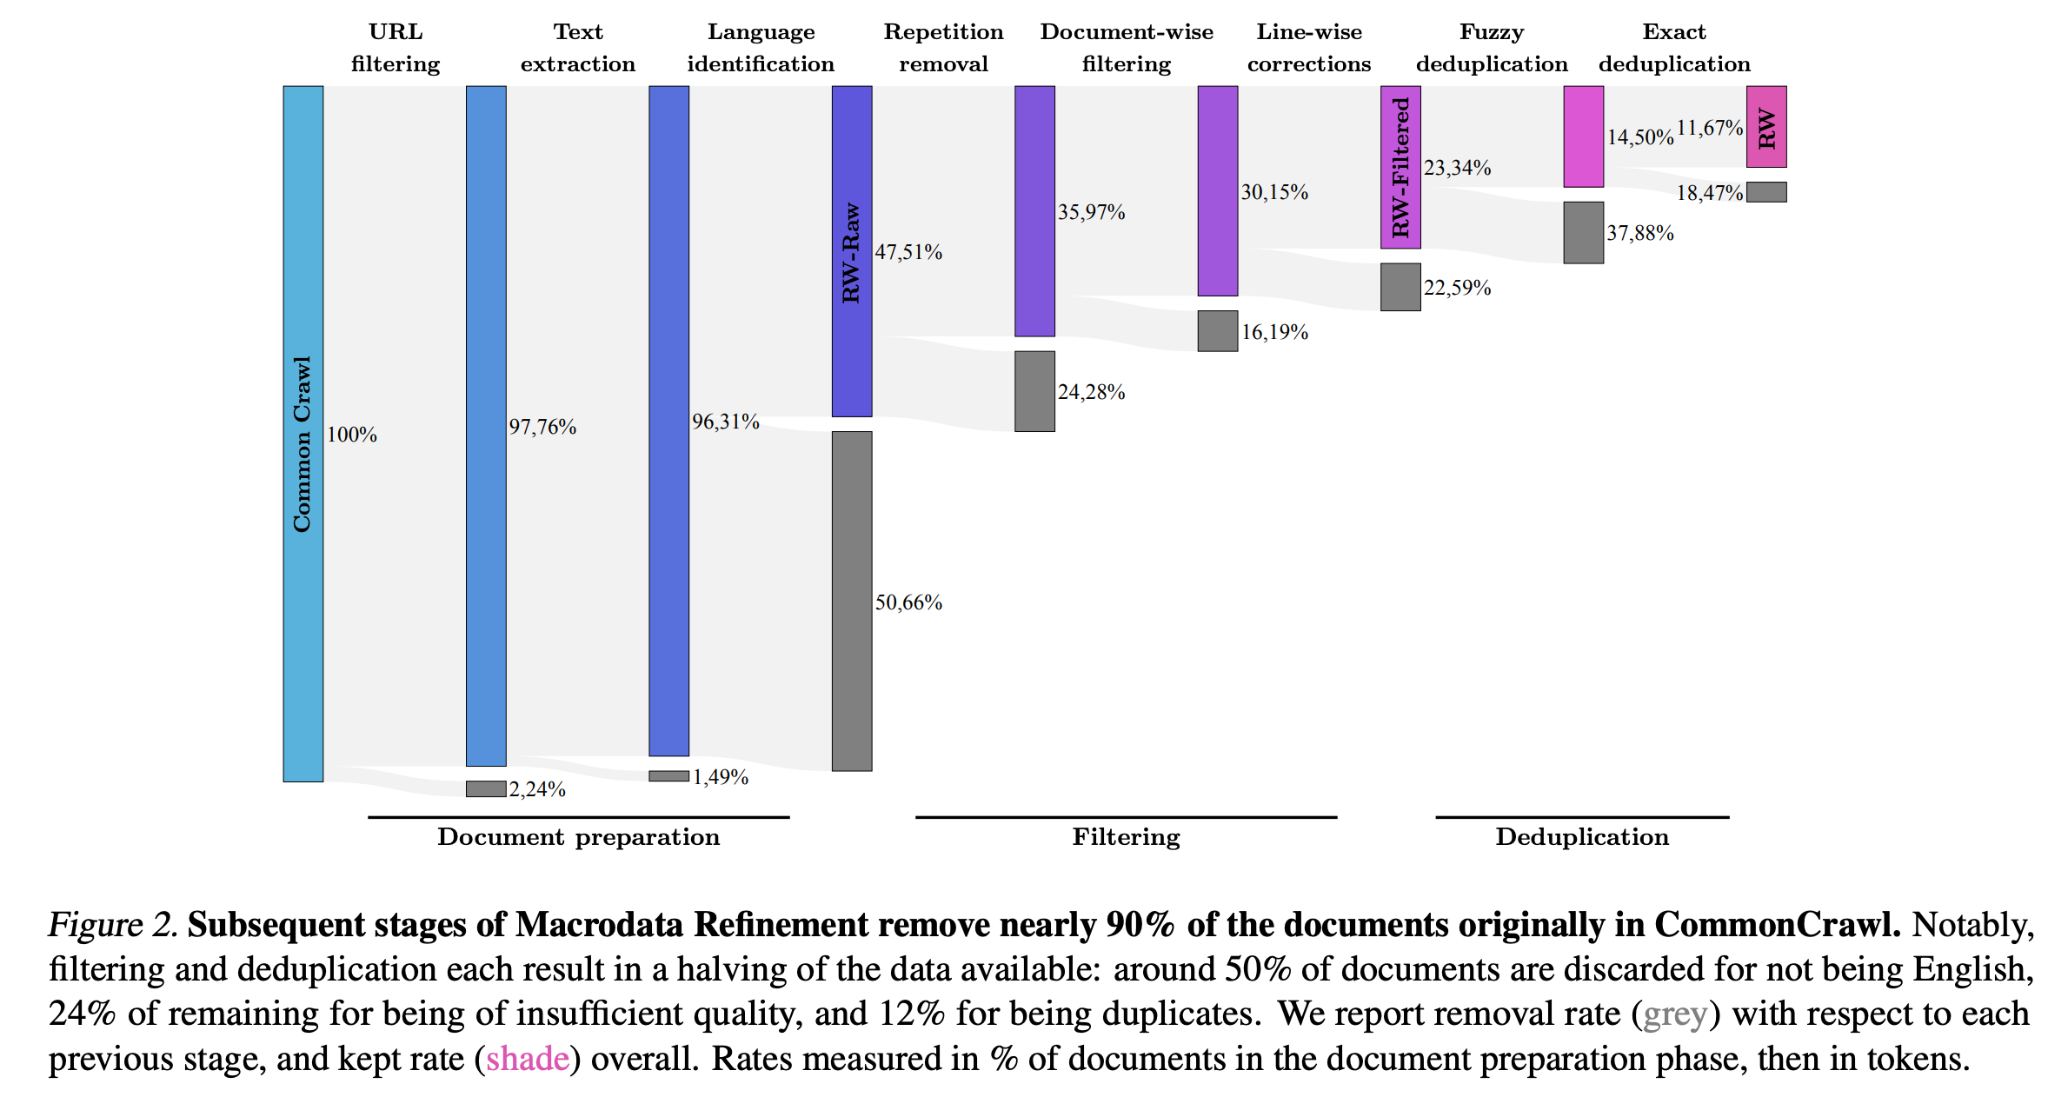 URL filtering
Text extraction
Language identification
Repetition removal
Document-wise filtering
Line-wise corrections
Fuzzy deduplication
Exact deduplication
Common Crawl
100%
97,76%
2,24%
96,31%
1,49%
RW-Raw
47,51%
50,66%
35,97%
24,28%
30,15%
16,19%
RW-Filtered
23,34%
22,59%
14,50%
37,88%
11,67%
RW
18,47%
Document preparation
Filtering
Deduplication
Figure 2. Subsequent stages of Macrodata Refinement remove nearly 90% of the documents originally in CommonCrawl. Notably,
filtering and deduplication each result in a halving of the data available: around 50% of documents are discarded for not being English,
24% of remaining for being of insufficient quality, and 12% for being duplicates. We report removal rate (grey) with respect to each
previous stage, and kept rate (shade) overall. Rates measured in % of documents in the document preparation phase, then in tokens.